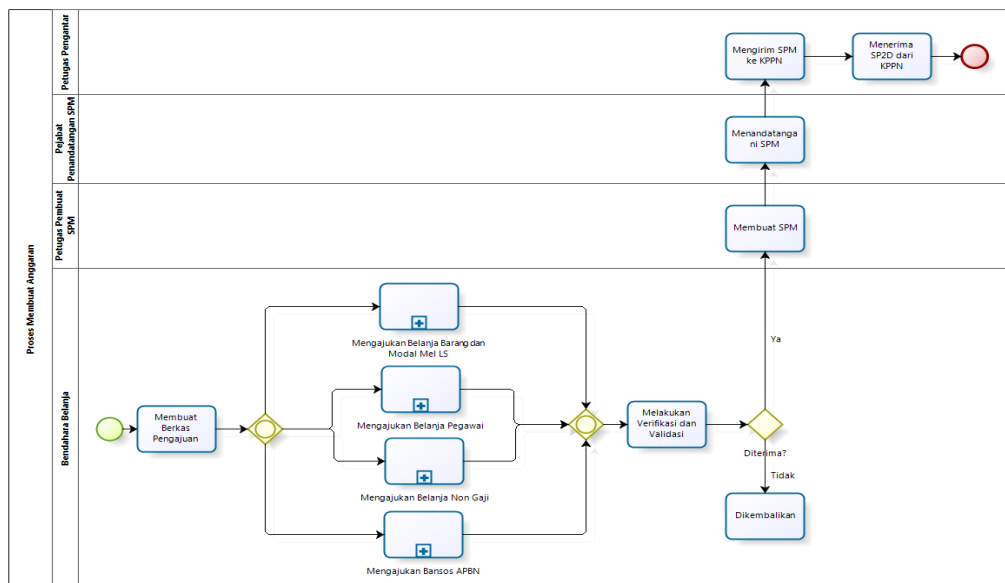 Proses Membuat Anggaran
Petugas Pengantar
Mengirim SPM
ke KPPN
Menerima
SP2D dari
KPPN
Pejabat
Penandatangan SPM
Menandatanga
ni SPM
Petugas Pembuat
SPM
Membuat SPM
Bendahara Belanja
Membuat
Berkas
Pengajuan
Mengajukan Belanja Barang dan
Modal Mel LS
Mengajukan Belanja Pegawai
Mengajukan Belanja Non Gaji
Mengajukan Bansos APBN
Melakukan
Verifikasi dan
Validasi
Diterima?
Ya
Tidak
Dikembalikan